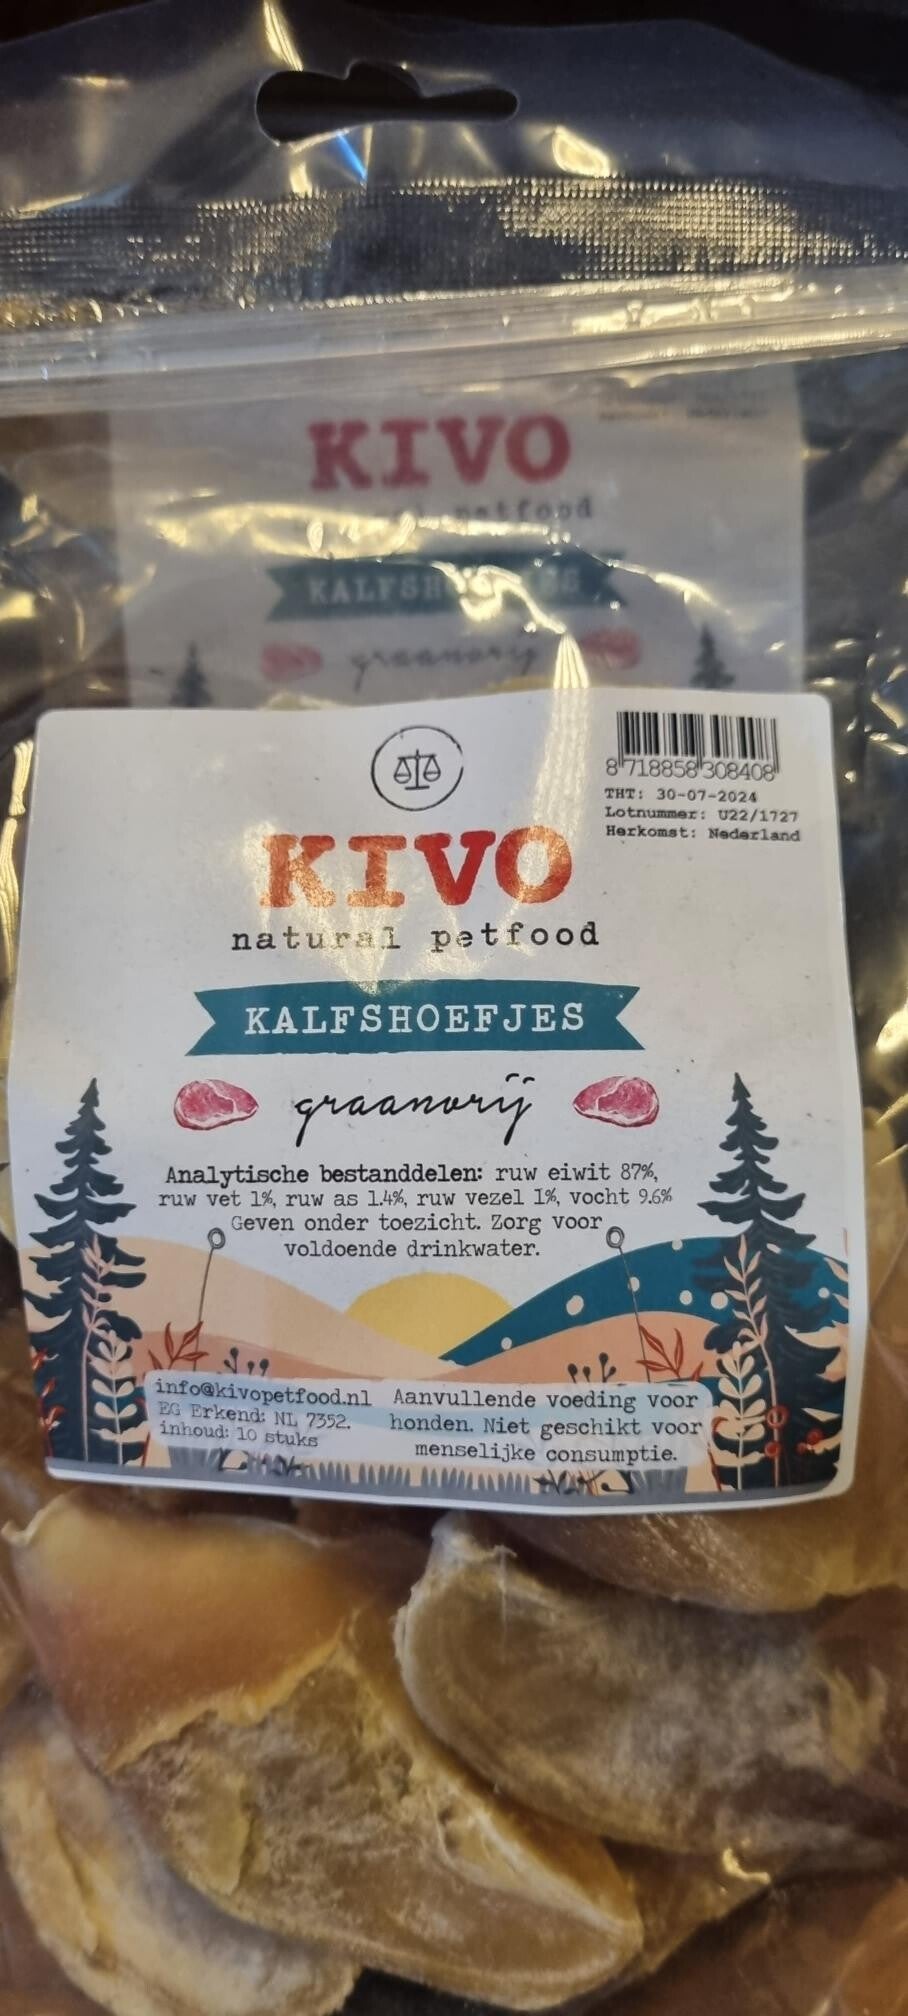 KIVO
petfood
graanvrij
8 718858 308408
THT: 30-07-2024
Lotnummer: U22/1727
Herkomst: Nederland
KIVO
natural petfood
KALFSHOEFJES
graanvrij
Analytische bestanddelen: ruw eiwit 87%,
ruw vet 1%, ruw as 1.4%, ruw vezel 1%, vocht 9.6%
Geven onder toezicht. Zorg voor
voldoende drinkwater.
info@kivopetfood.nl
EG Erkend: NL 7352.
inhoud: 10 stuks
Aanvullende voeding voor
honden. Niet geschikt voor
menselijke consumptie.